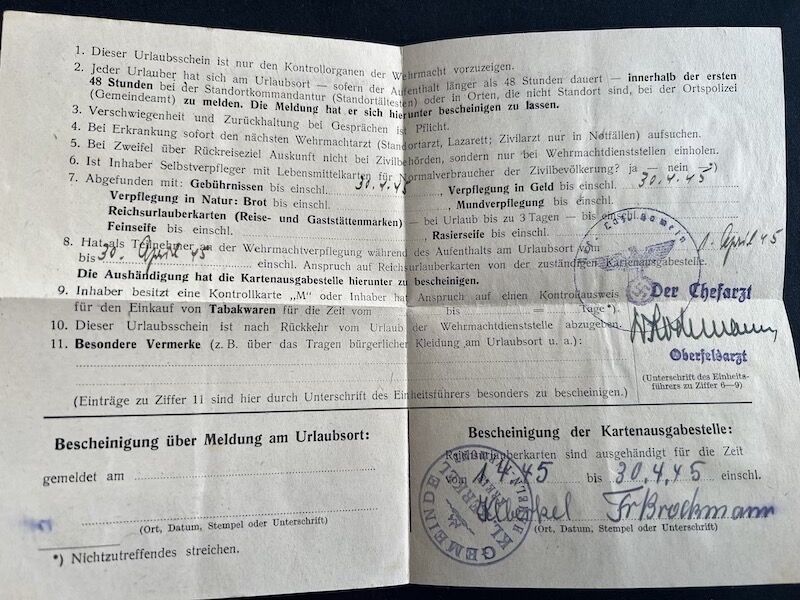 1. Dieser Urlaubsschein ist nur den Kontrollorganen der Wehrmacht vorzuzeigen.
2. Jeder Urlauber hat sich am Urlaubsort — sofern der Aufenthalt länger als 48 Stunden dauert — innerhalb der ersten
48 Stunden bei der Standortkommandantur (Standortältesten) oder in Orten, die nicht Standort sind, bei der Ortspolizei
(Gemeindeamt) zu melden. Die Meldung hat er sich hierunter bescheinigen zu lassen.
3. Verschwiegenheit und Zurückhaltung bei Gesprächen ist Pflicht.
4. Bei Erkrankung sofort den nächsten Wehrmachtarzt (Standortarzt, Lazarett; Zivilarzt nur in Notfällen) aufsuchen.
5. Bei Zweifel über Rückreiseziel Auskunft nicht bei Zivilbehörden, sondern nur bei Wehrmachtdienststellen einholen.
6. Ist Inhaber Selbstverpfleger mit Lebensmittelkarten für Normalverbraucher der Zivilbevölkerung? ja — nein —*)
7. Abgefunden mit: Gebührnissen bis einschl. 30.4.45, Verpflegung in Geld bis einschl. 30.4.45
Verpflegung in Natur: Brot bis einschl., Mundverpflegung bis einschl.
Reichsurlauberkarten (Reise- und Gaststättenmarken) — bei Urlaub bis zu 3 Tagen — bis einschl.
Feinseife bis einschl., Rasierseife bis einschl.
8. Hat als Teilnehmer an der Wehrmachtverpflegung während des Aufenthalts am Urlaubsort vom 1. April 45
bis 30. April 45 einschl. Anspruch auf Reichsurlauberkarten von der zuständigen Kartenausgabestelle.
Die Aushändigung hat die Kartenausgabestelle hierunter zu bescheinigen.
9. Inhaber besitzt eine Kontrollkarte „M" oder Inhaber hat Anspruch auf einen Kontrollausweis
für den Einkauf von Tabakwaren für die Zeit vom bis = Tage*).
Der Chefarzt
10. Dieser Urlaubsschein ist nach Rückkehr vom Urlaub der Wehrmachtdienststelle abzugeben.
11. Besondere Vermerke (z. B. über das Tragen bürgerlicher Kleidung am Urlaubsort u. a.):
Oberfeldarzt
(Unterschrift des Einheits-
führers zu Ziffer 6—9)
(Einträge zu Ziffer 11 sind hier durch Unterschrift des Einheitsführers besonders zu bescheinigen.)
Bescheinigung über Meldung am Urlaubsort:
gemeldet am
(Ort, Datum, Stempel oder Unterschrift)
*) Nichtzutreffendes streichen.
Bescheinigung der Kartenausgabestelle:
Reichsurlauberkarten sind ausgehändigt für die Zeit
vom 1.4.45 bis 30.4.45 einschl.
Fr Brockmann
(Ort, Datum, Stempel oder Unterschrift)
GEMEINDE